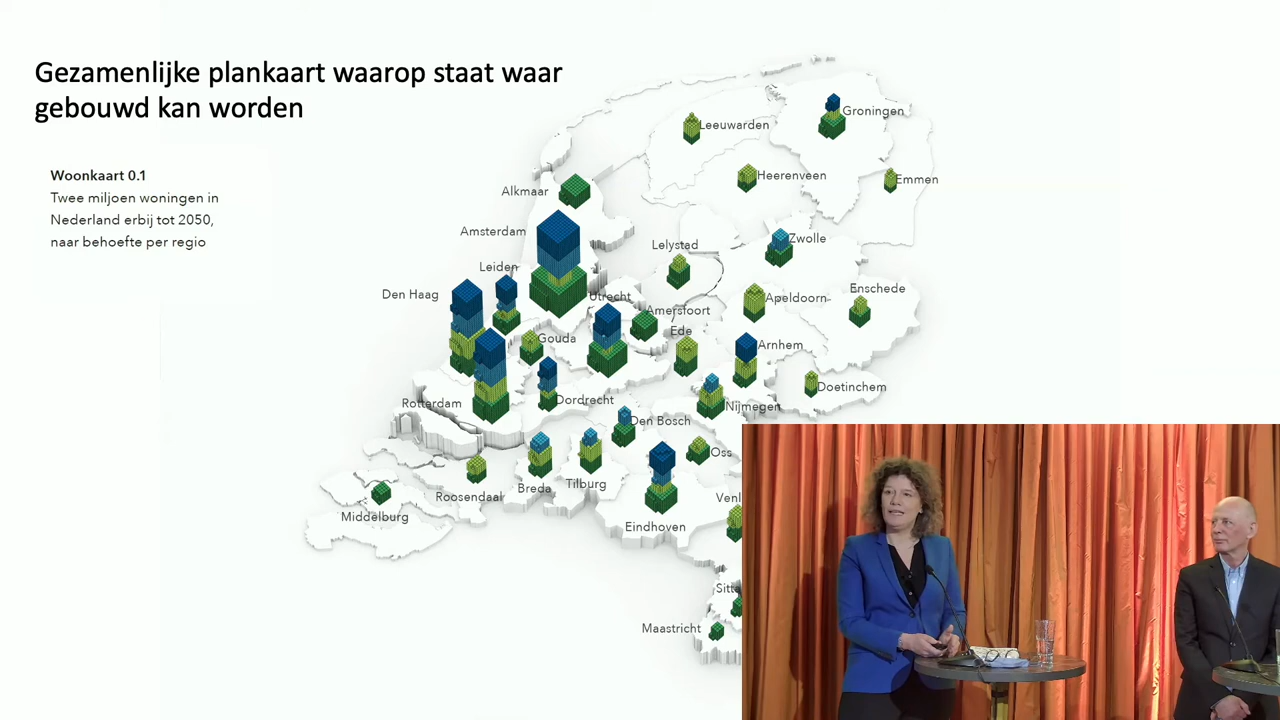 Gezamenlijke plankaart waarop staat waar
gebouwd kan worden
Woonkaart 0.1
Twee miljoen woningen in
Nederland erbij tot 2050,
naar behoefte per regio
Groningen
Leeuwarden
Heerenveen
Emmen
Alkmaar
Amsterdam
Zwolle
Lelystad
Leiden
Den Haag
Utrecht
Apeldoorn
Enschede
Amersfoort
Ede
Gouda
Arnhem
Doetinchem
Rotterdam
Dordrecht
Nijmegen
Den Bosch
Oss
Tilburg
Breda
Roosendaal
Venl
Middelburg
Eindhoven
Sitta
Maastricht